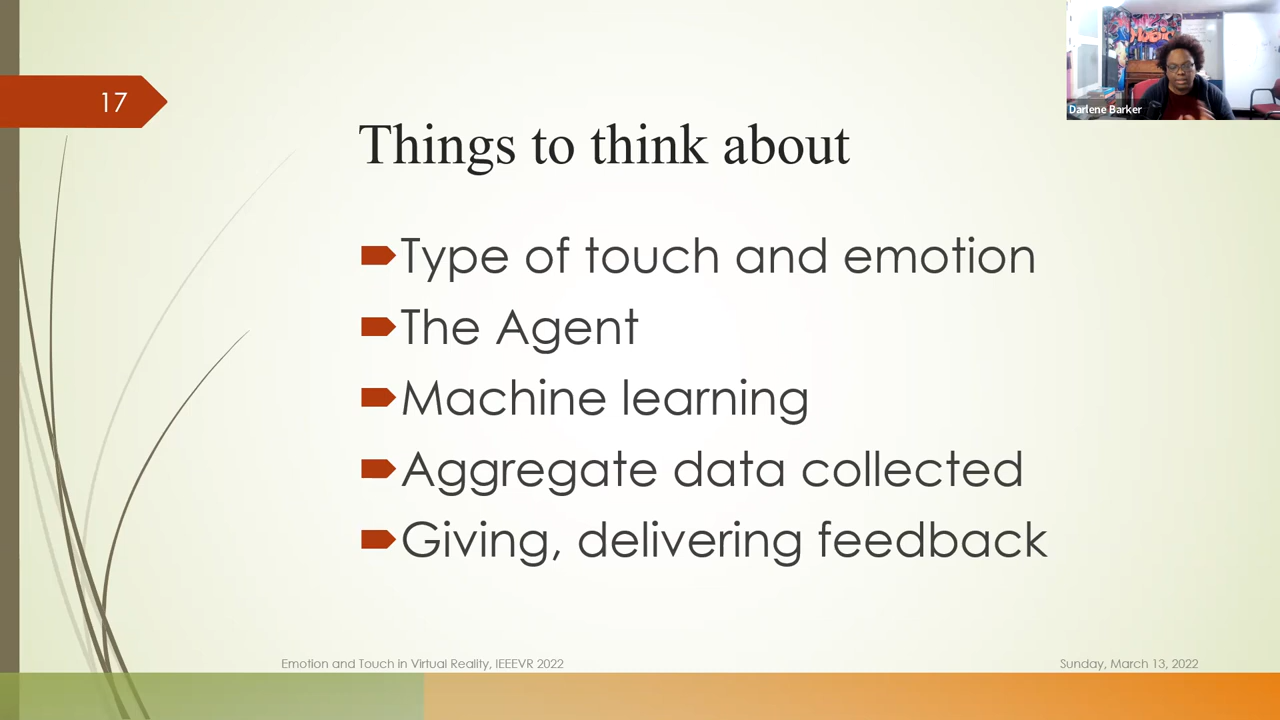 17
Darlene Barker
Things to think about
Type of touch and emotion
The Agent
Machine learning
Aggregate data collected
Giving, delivering feedback
Emotion and Touch in Virtual Reality, IEEEVR 2022
Sunday, March 13, 2022